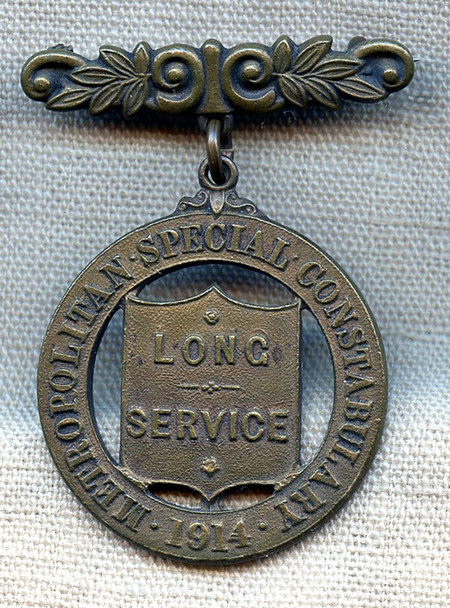 METROPOLITAN · SPECIAL · CONSTABULARY
· 1914 ·
LONG
SERVICE